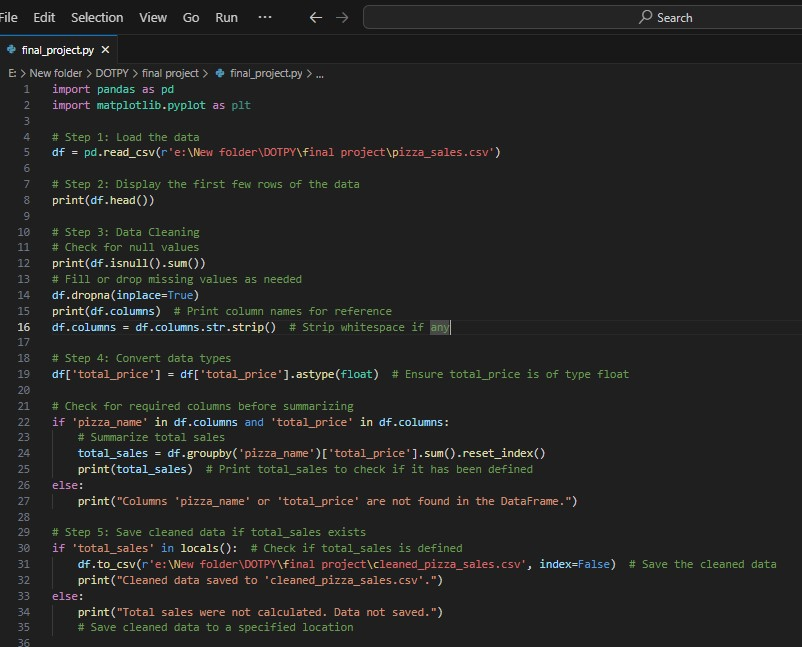 File Edit Selection View Go Run ··· ← → Search
final_project.py ×
E: > New folder > DOTPY > final project > final_project.py > ...
1 import pandas as pd
2 import matplotlib.pyplot as plt
3
4 # Step 1: Load the data
5 df = pd.read_csv(r'e:\New folder\DOTPY\final project\pizza_sales.csv')
6
7 # Step 2: Display the first few rows of the data
8 print(df.head())
9
10 # Step 3: Data Cleaning
11 # Check for null values
12 print(df.isnull().sum())
13 # Fill or drop missing values as needed
14 df.dropna(inplace=True)
15 print(df.columns)  # Print column names for reference
16 df.columns = df.columns.str.strip()  # Strip whitespace if any
17
18 # Step 4: Convert data types
19 df['total_price'] = df['total_price'].astype(float)  # Ensure total_price is of type float
20
21 # Check for required columns before summarizing
22 if 'pizza_name' in df.columns and 'total_price' in df.columns:
23     # Summarize total sales
24     total_sales = df.groupby('pizza_name')['total_price'].sum().reset_index()
25     print(total_sales)  # Print total_sales to check if it has been defined
26 else:
27     print("Columns 'pizza_name' or 'total_price' are not found in the DataFrame.")
28
29 # Step 5: Save cleaned data if total_sales exists
30 if 'total_sales' in locals():  # Check if total_sales is defined
31     df.to_csv(r'e:\New folder\DOTPY\final project\cleaned_pizza_sales.csv', index=False)  # Save the cleaned data
32     print("Cleaned data saved to 'cleaned_pizza_sales.csv'.")
33 else:
34     print("Total sales were not calculated. Data not saved.")
35     # Save cleaned data to a specified location
36